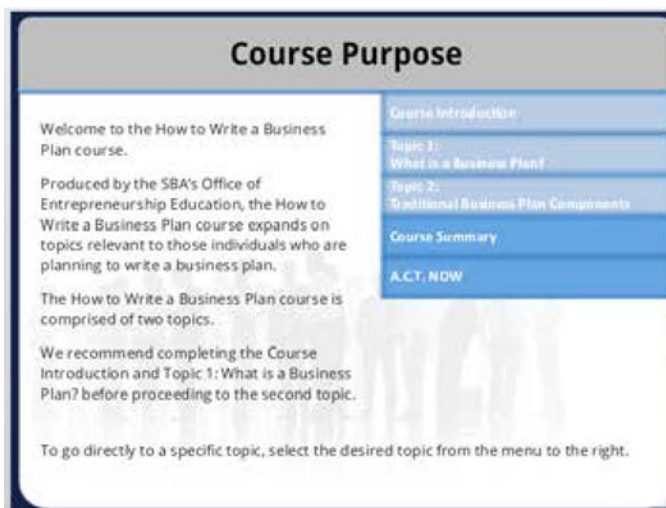 Course Purpose
Welcome to the How to Write a Business
Plan course.
Produced by the SBA's Office of
Entrepreneurship Education, the How to
Write a Business Plan course expands on
topics relevant to those individuals who are
planning to write a business plan.
The How to Write a Business Plan course is
comprised of two topics.
We recommend completing the Course
Introduction and Topic 1: What is a Business
Plan? before proceeding to the second topic.
To go directly to a specific topic, select the desired topic from the menu to the right.
Course Introduction
Topic 1:
What is a Business Plan?
Topic 2:
Traditional Business Plan Components
Course Summary
A.C.T. NOW